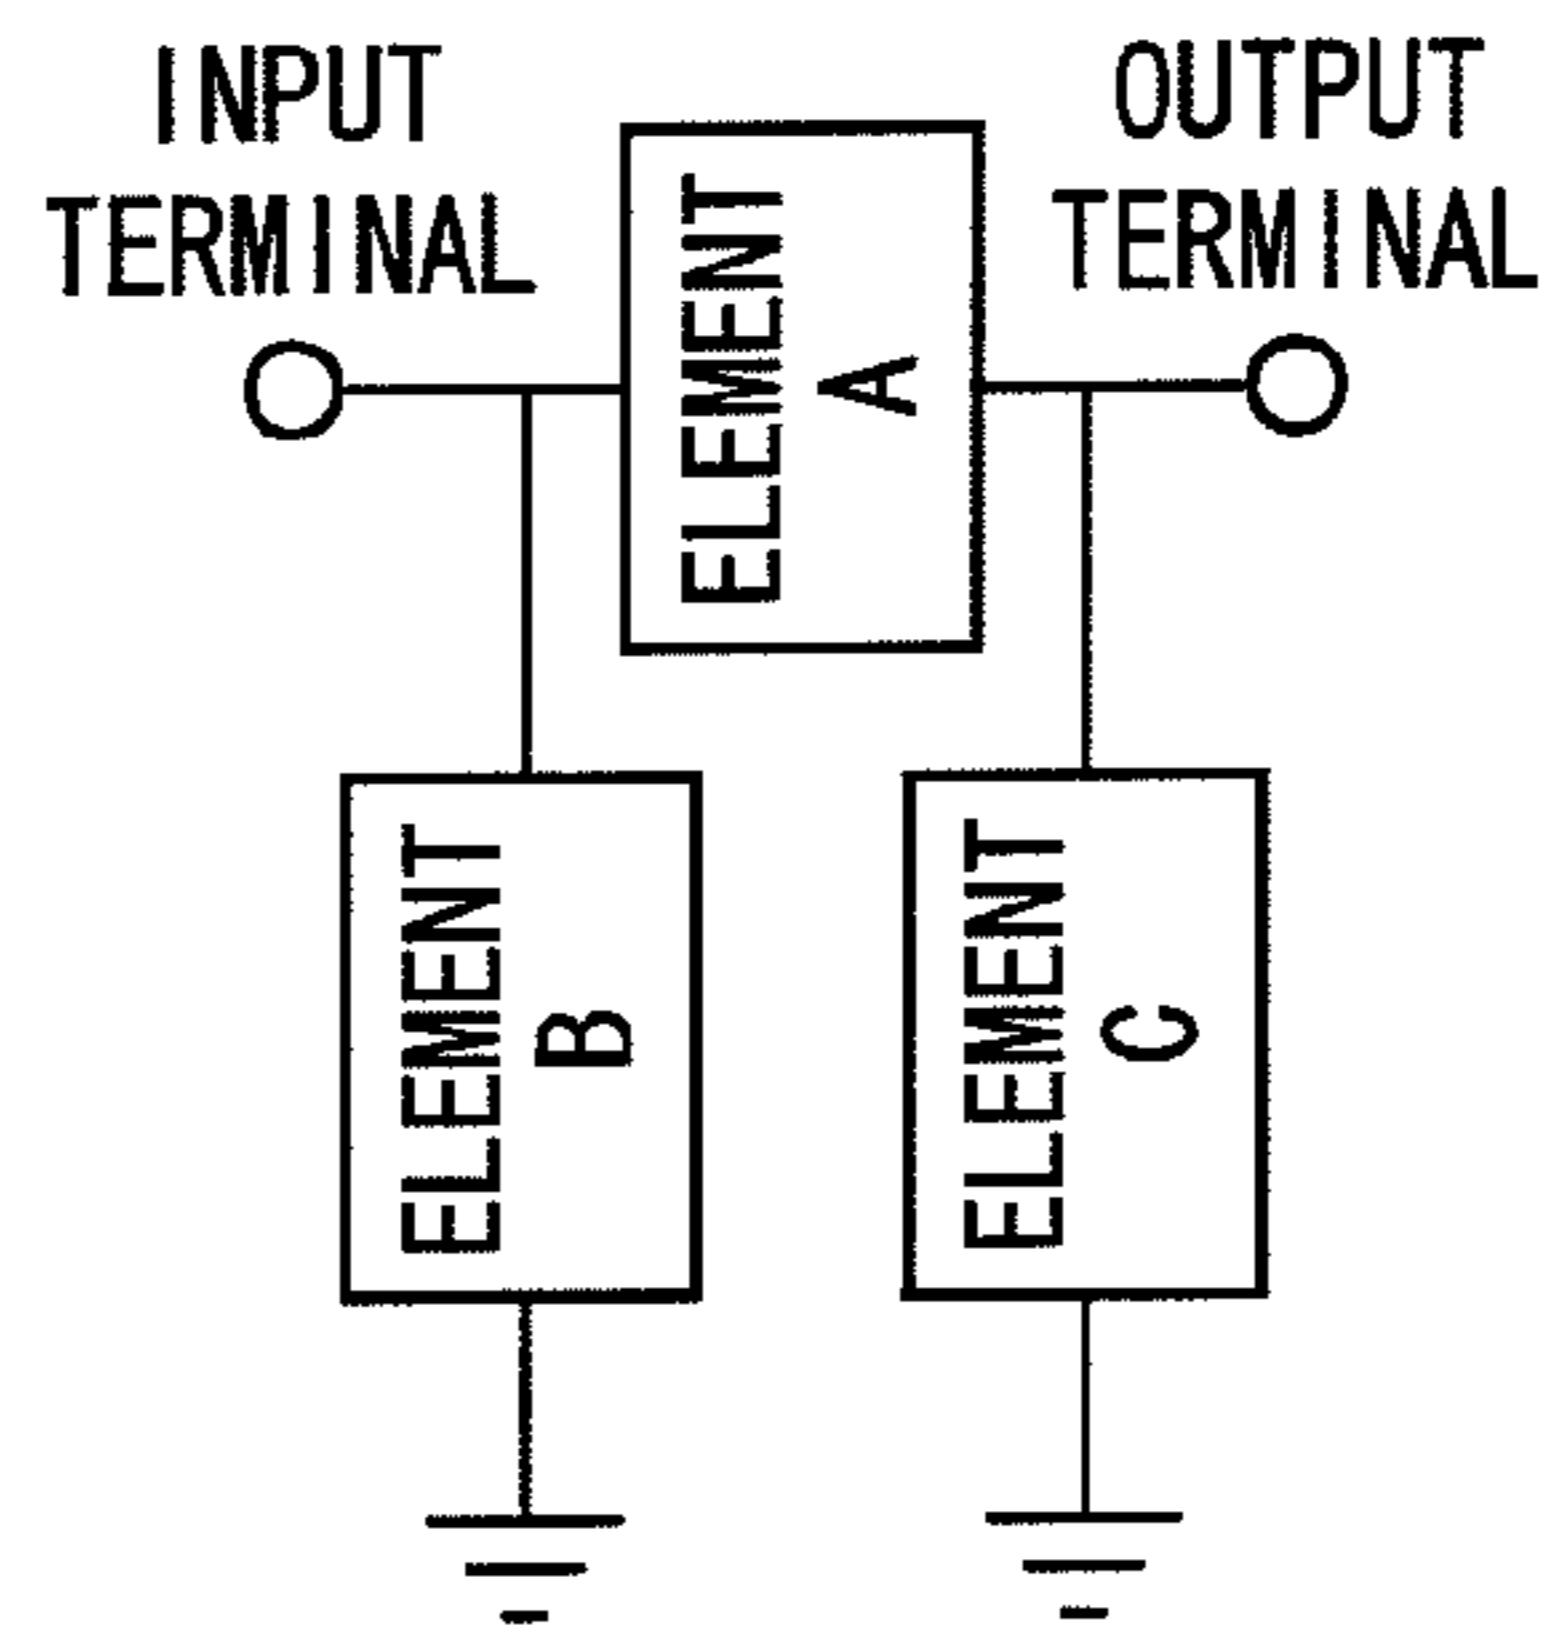 INPUT
TERMINAL
OUTPUT
TERMINAL
ELEMENT
A
ELEMENT
B
ELEMENT
C